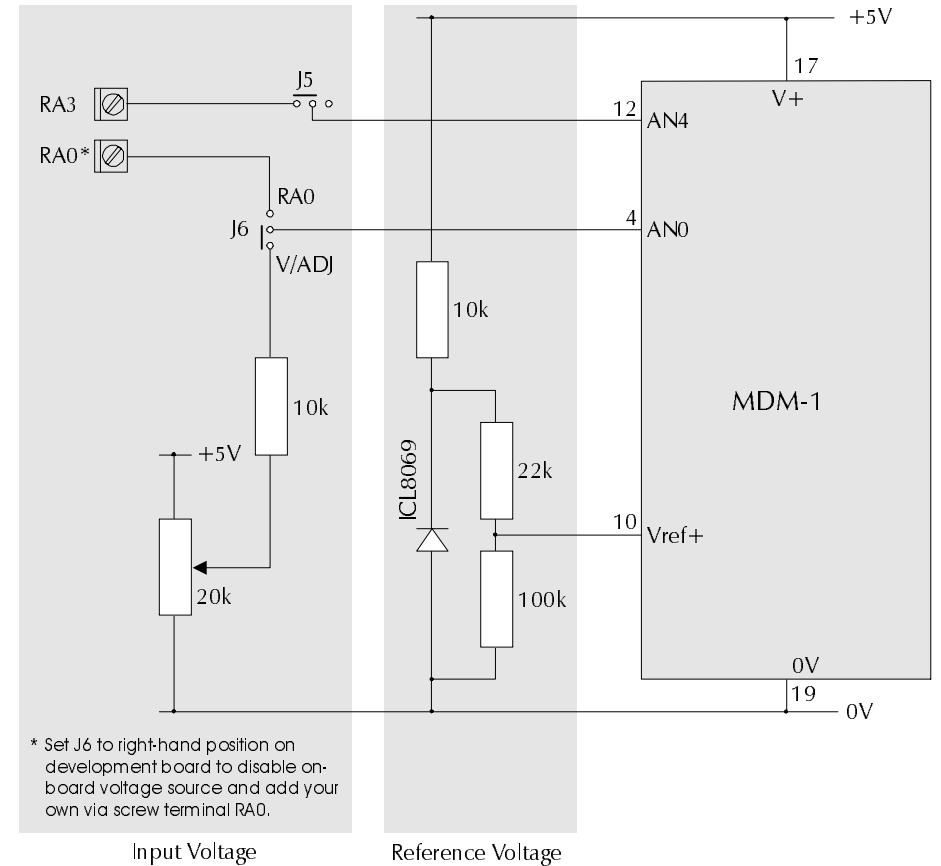 +5V
17
V+
J5
RA3
12
AN4
RA0*
RA0
J6
4
AN0
V/ADJ
10k
10k
MDM-1
+5V
ICL8069
22k
10
Vref+
20k
100k
0V
19
0V
* Set J6 to right-hand position on
development board to disable on-
board voltage source and add your
own via screw terminal RA0.
Input Voltage
Reference Voltage